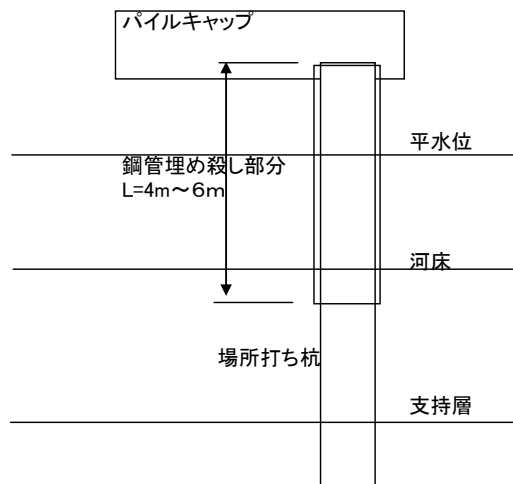 パイルキャップ
平水位
鋼管埋め殺し部分
L=4m～6ｍ
河床
場所打ち杭
支持層